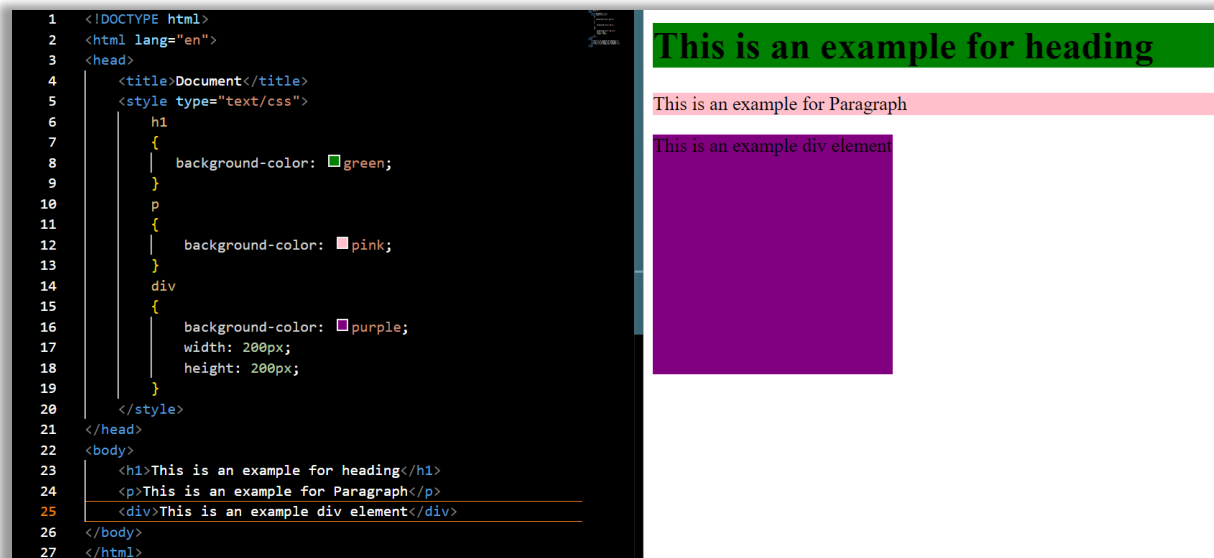 1 <!DOCTYPE html>
2 <html lang="en">
3 <head>
4 <title>Document</title>
5 <style type="text/css">
6 h1
7 {
8 background-color: green;
9 }
10 p
11 {
12 background-color: pink;
13 }
14 div
15 {
16 background-color: purple;
17 width: 200px;
18 height: 200px;
19 }
20 </style>
21 </head>
22 <body>
23 <h1>This is an example for heading</h1>
24 <p>This is an example for Paragraph</p>
25 <div>This is an example div element</div>
26 </body>
27 </html>
This is an example for heading
This is an example for Paragraph
This is an example div element